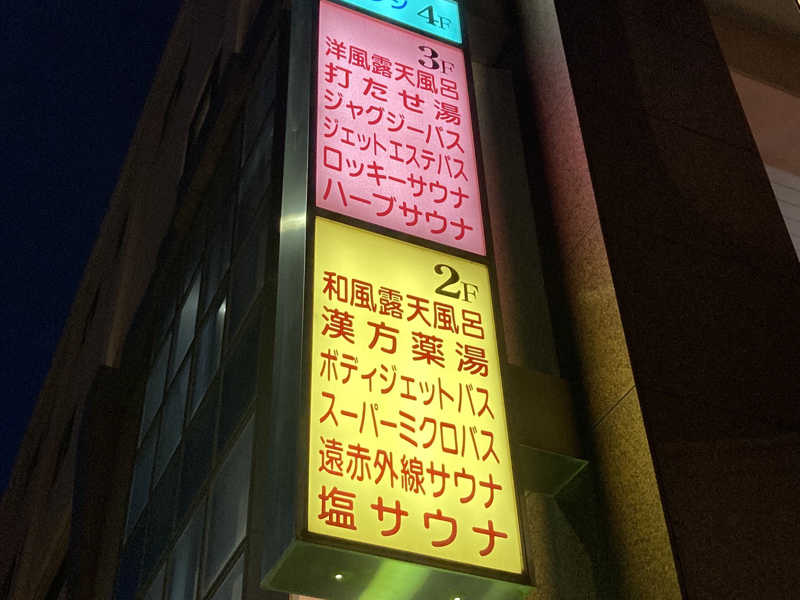 4F
3F
洋風露天風呂
打たせ湯
ジャグジーバス
ジェットエステバス
ロッキーサウナ
ハーブサウナ
2F
和風露天風呂
漢方薬湯
ボディジェットバス
スーパーミクロバス
遠赤外線サウナ
塩サウナ